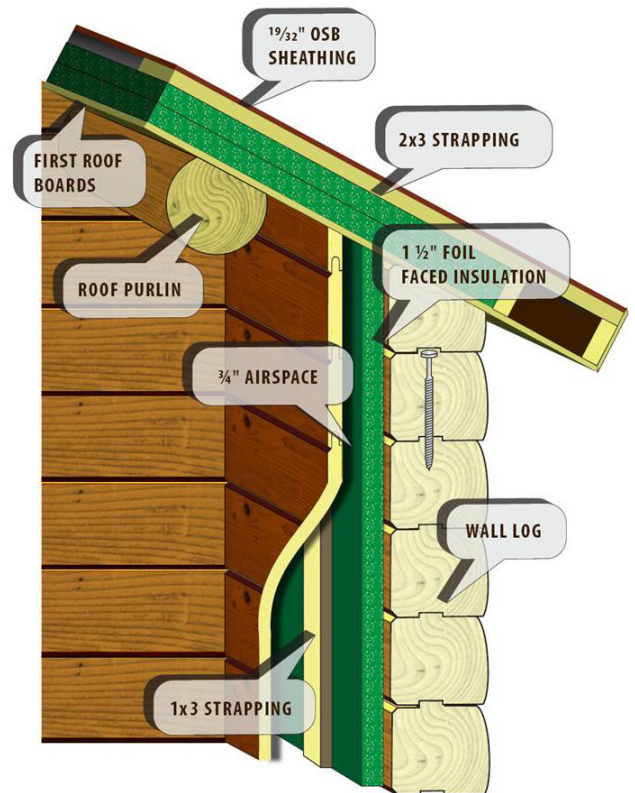 ¹⁹⁄₃₂" OSB
SHEATHING
2x3 STRAPPING
FIRST ROOF
BOARDS
1 ½" FOIL
FACED INSULATION
ROOF PURLIN
¾" AIRSPACE
WALL LOG
1x3 STRAPPING